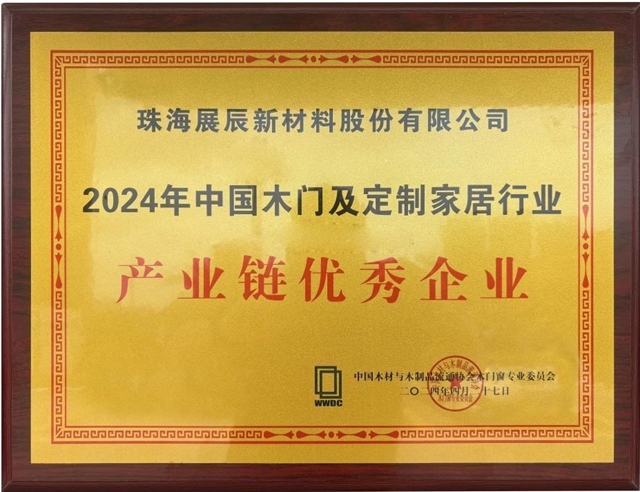 珠海展辰新材料股份有限公司
2024年中国木门及定制家居行业
产业链优秀企业
WWDC
中国木材与木制品流通协会木门窗专业委员会
二〇二四年四月二十七日